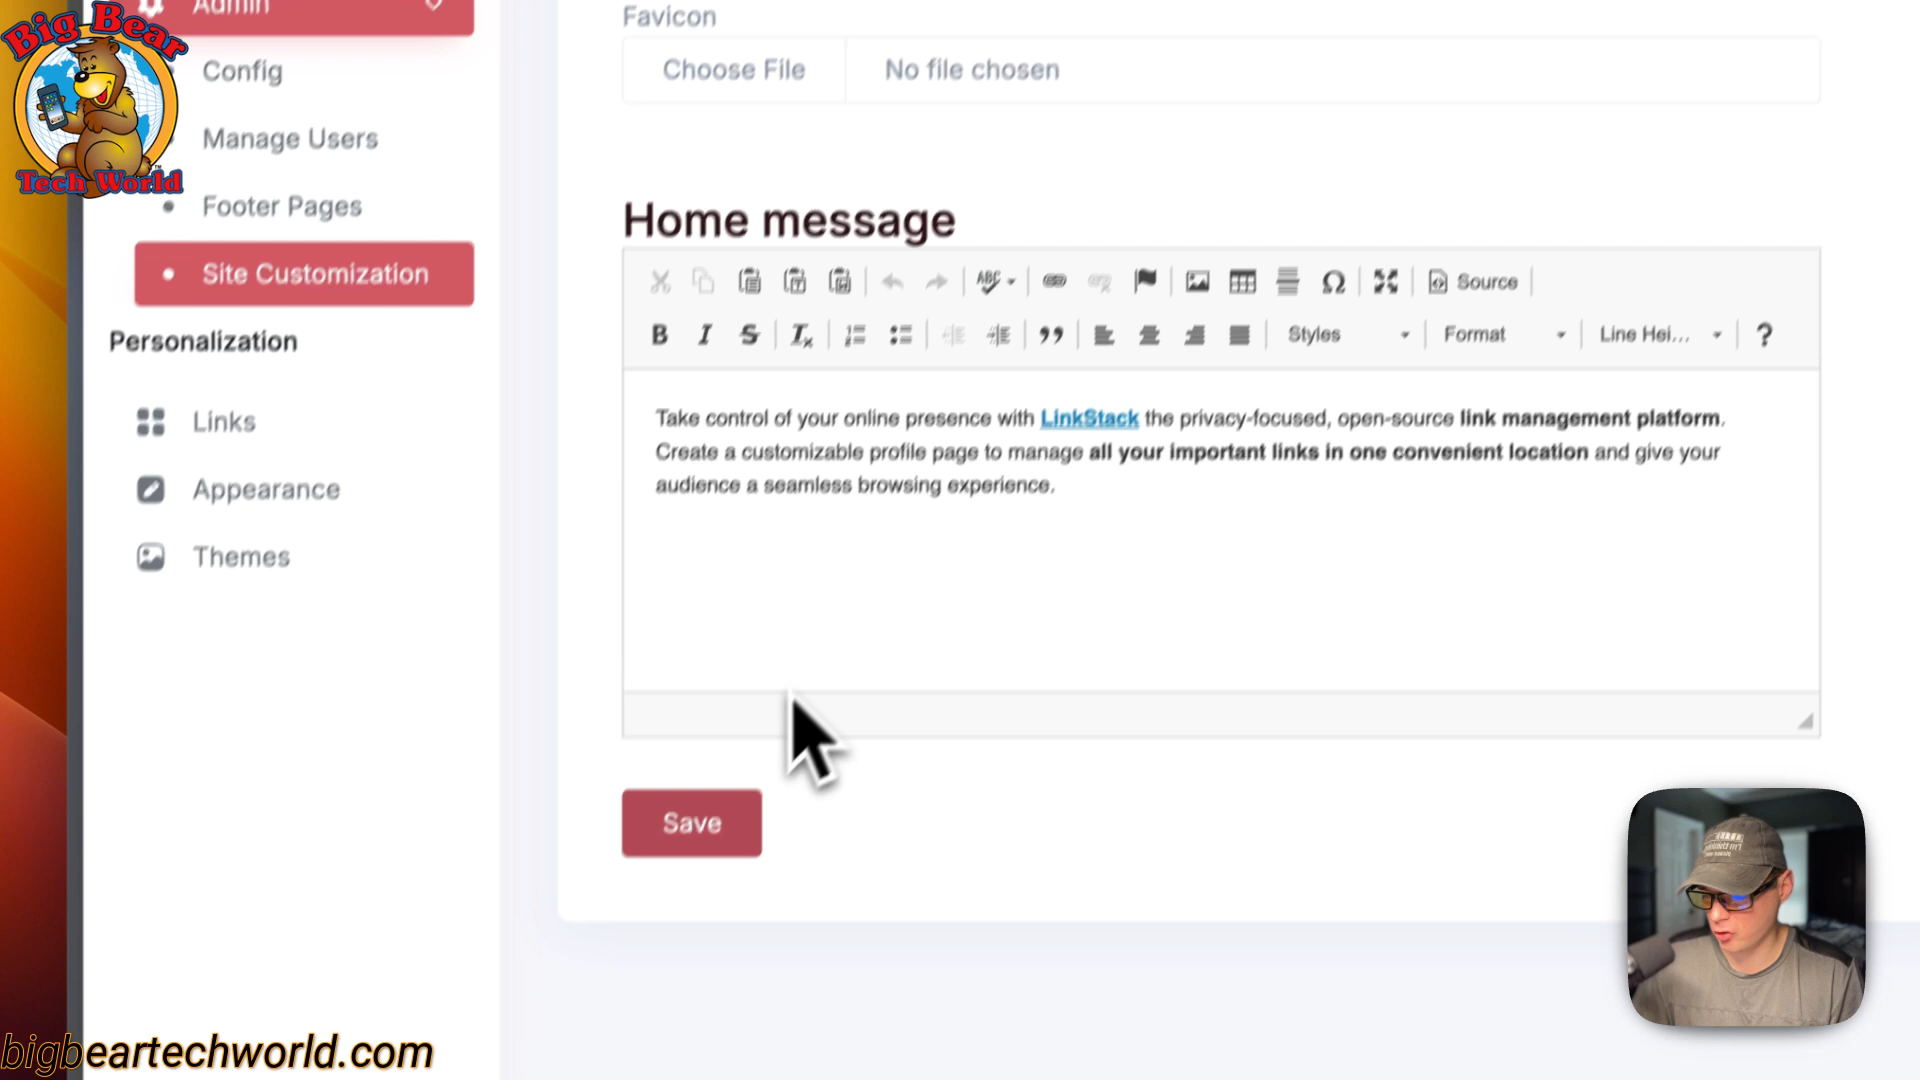 Big Bear
Tech World
Admin
Config
Manage Users
Footer Pages
Site Customization
Personalization
Links
Appearance
Themes
Favicon
Choose File No file chosen
Home message
ABC Source
Styles Format Line Hei... ?
Take control of your online presence with LinkStack the privacy-focused, open-source link management platform.
Create a customizable profile page to manage all your important links in one convenient location and give your
audience a seamless browsing experience.
Save
bigbeartechworld.com